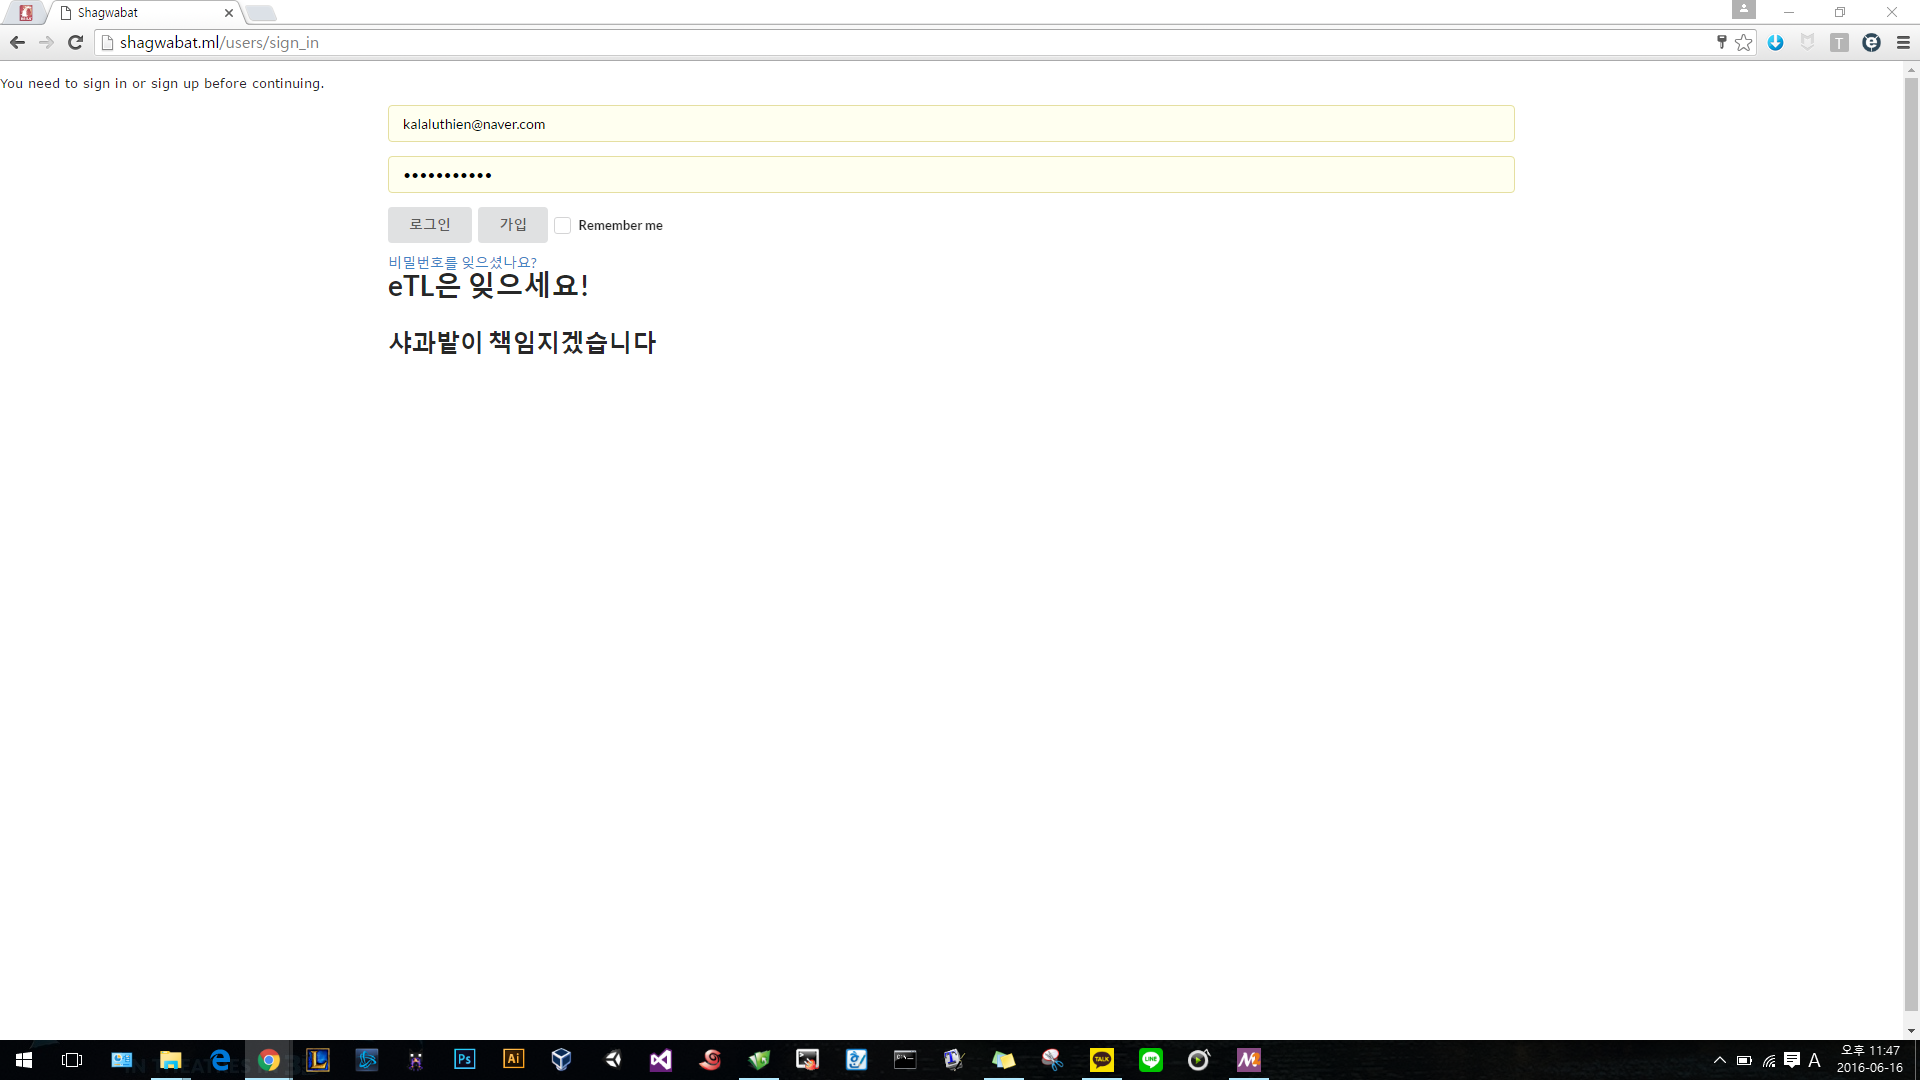 Shagwabat
shagwabat.ml/users/sign_in
You need to sign in or sign up before continuing.
kalaluthien@naver.com
로그인 가입 Remember me
비밀번호를 잊으셨나요?
eTL은 잊으세요!
샤과밭이 책임지겠습니다
오후 11:47
2016-06-16